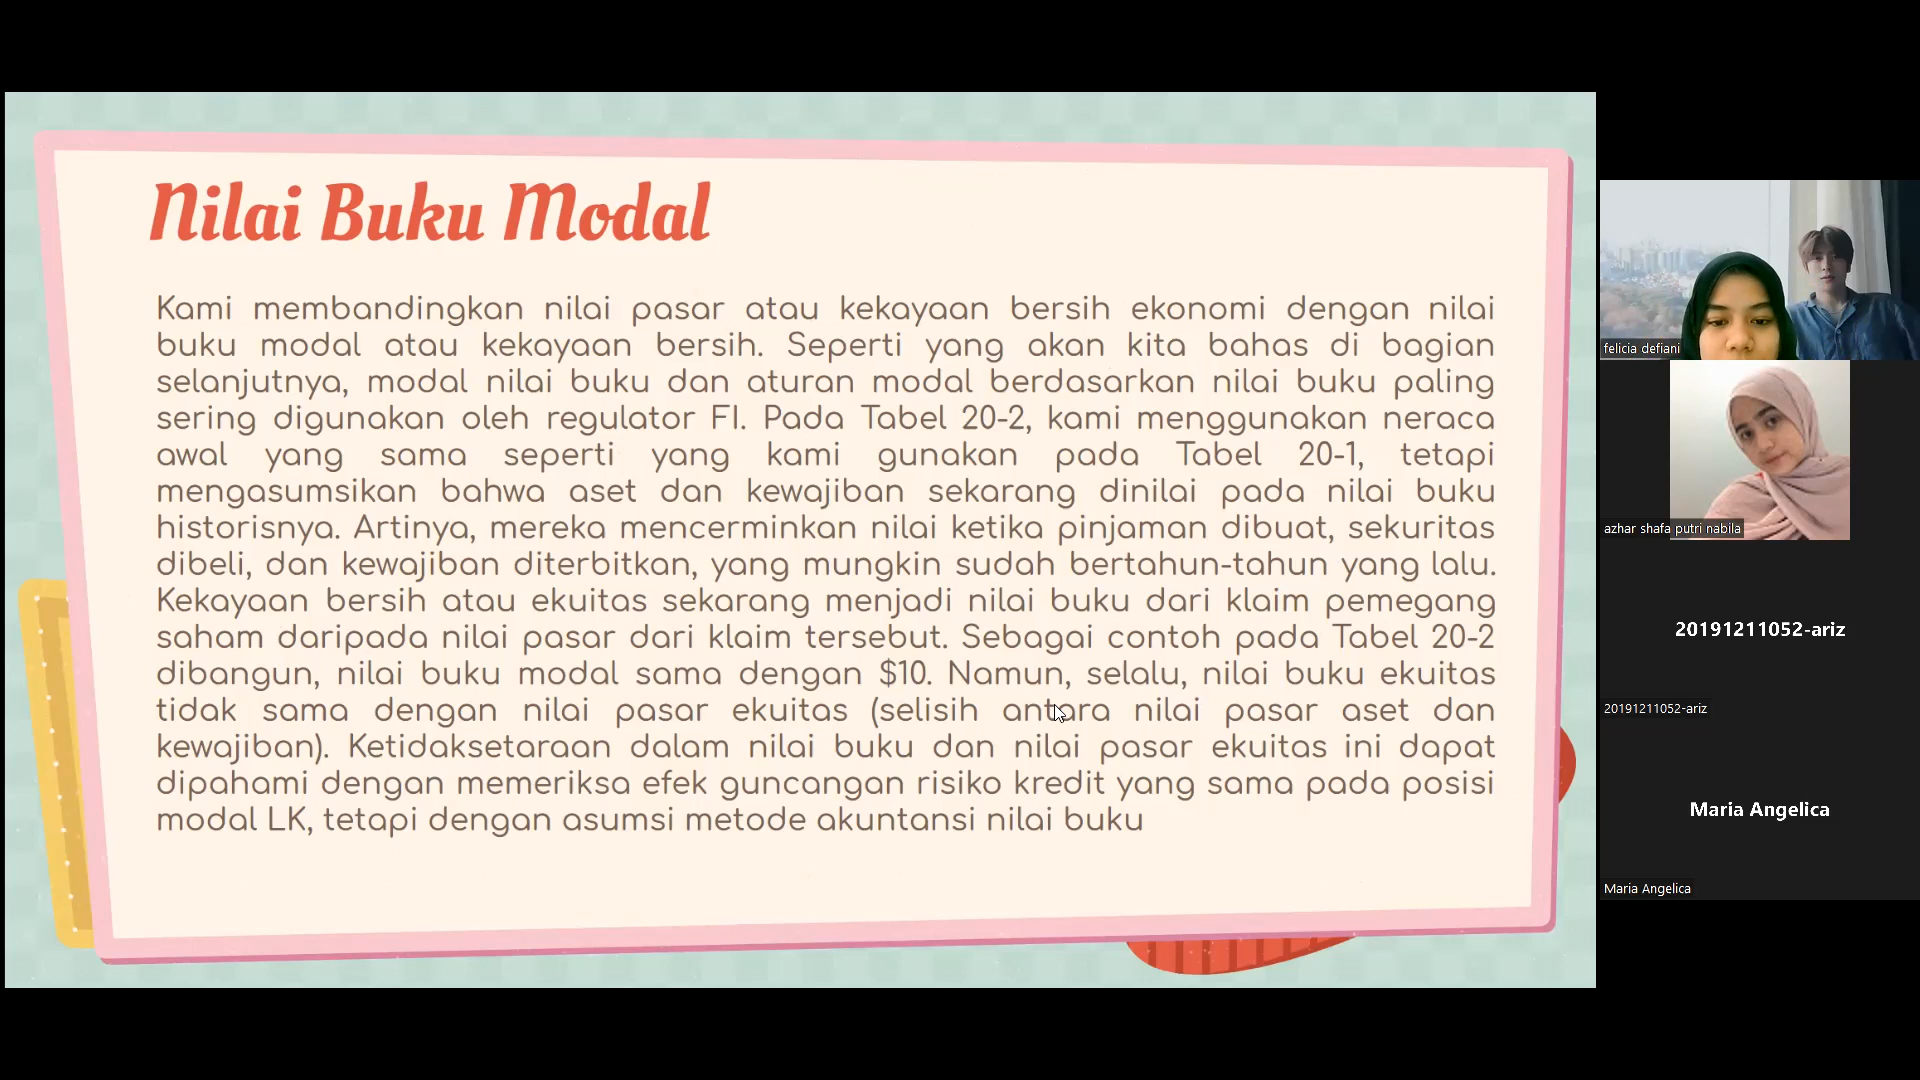 Nilai Buku Modal
Kami membandingkan nilai pasar atau kekayaan bersih ekonomi dengan nilai
buku modal atau kekayaan bersih. Seperti yang akan kita bahas di bagian
selanjutnya, modal nilai buku dan aturan modal berdasarkan nilai buku paling
sering digunakan oleh regulator FI. Pada Tabel 20-2, kami menggunakan neraca
awal yang sama seperti yang kami gunakan pada Tabel 20-1, tetapi
mengasumsikan bahwa aset dan kewajiban sekarang dinilai pada nilai buku
historisnya. Artinya, mereka mencerminkan nilai ketika pinjaman dibuat, sekuritas
dibeli, dan kewajiban diterbitkan, yang mungkin sudah bertahun-tahun yang lalu.
Kekayaan bersih atau ekuitas sekarang menjadi nilai buku dari klaim pemegang
saham daripada nilai pasar dari klaim tersebut. Sebagai contoh pada Tabel 20-2
dibangun, nilai buku modal sama dengan $10. Namun, selalu, nilai buku ekuitas
tidak sama dengan nilai pasar ekuitas (selisih antara nilai pasar aset dan
kewajiban). Ketidaksetaraan dalam nilai buku dan nilai pasar ekuitas ini dapat
dipahami dengan memeriksa efek guncangan risiko kredit yang sama pada posisi
modal LK, tetapi dengan asumsi metode akuntansi nilai buku
felicia defiani
azhar shafa putri nabila
20191211052-ariz
20191211052-ariz
Maria Angelica
Maria Angelica